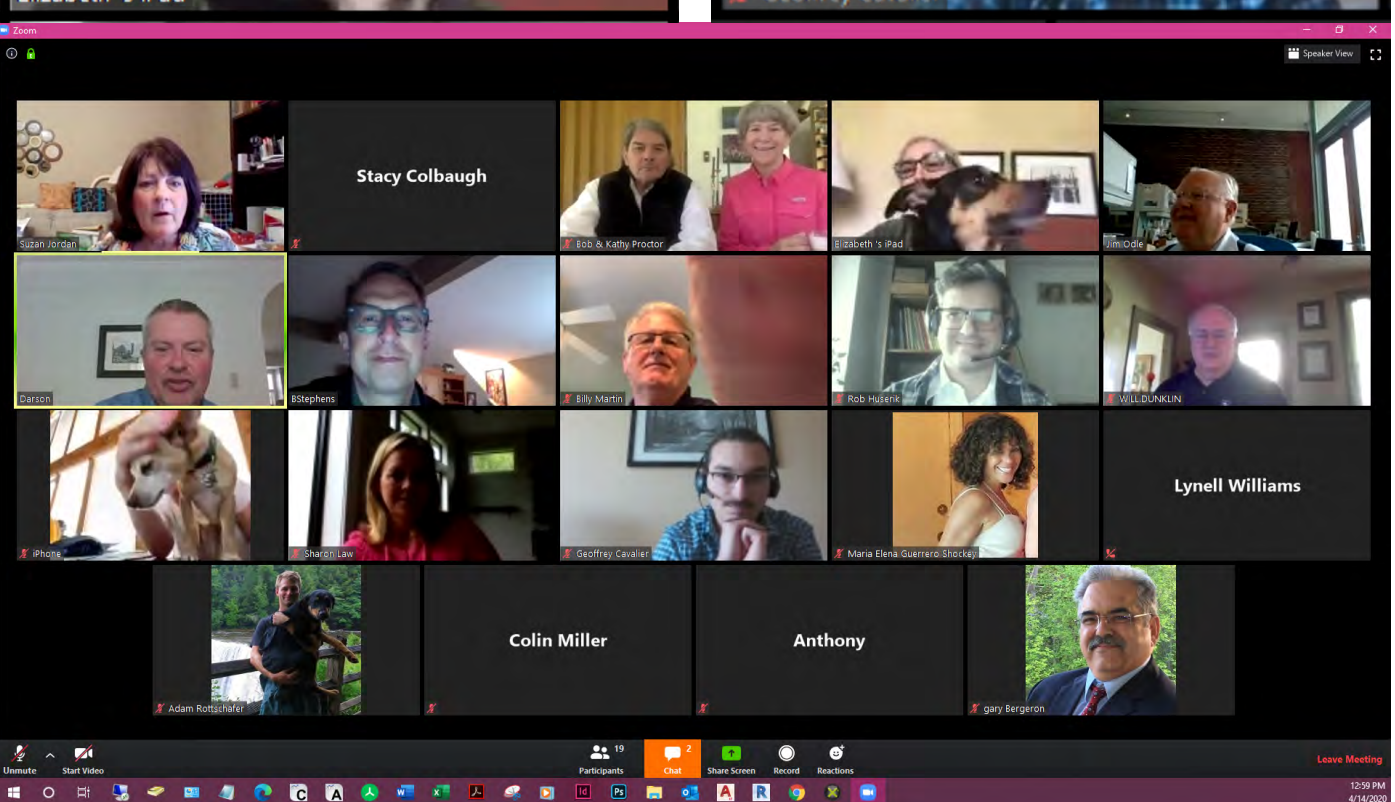 Elizabeth 's iPad
Zoom
Speaker View
Suzan Jordan
Stacy Colbaugh
Bob & Kathy Proctor
Elizabeth 's iPad
Jim Odle
Darson
BStephens
Billy Martin
Rob Huserik
WILL.DUNKLIN
iPhone
Sharon Law
Geoffrey Cavalier
Maria Elena Guerrero Shockey
Lynell Williams
Adam Rottschafer
Colin Miller
Anthony
gary Bergeron
Unmute
Start Video
19
Participants
2
Chat
Share Screen
Record
Reactions
Leave Meeting
12:59 PM
4/14/2020